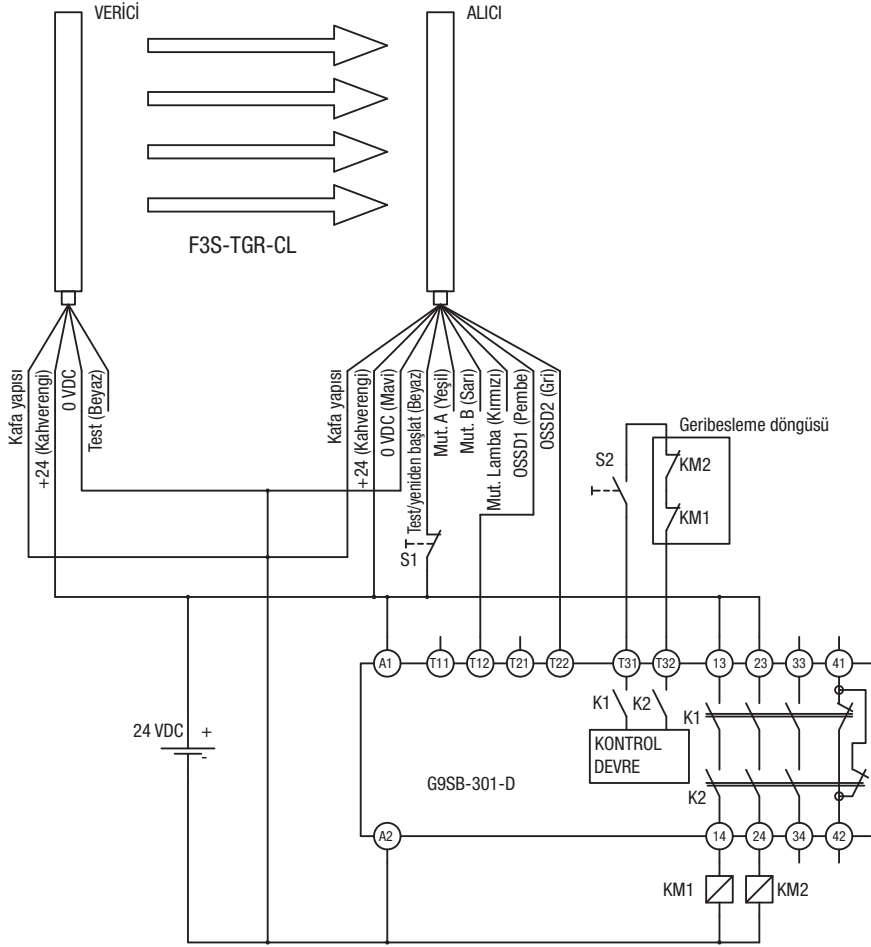 VERİCİ
ALICI
F3S-TGR-CL
Kafa yapısı
+24 (Kahverengi)
0 VDC
Test (Beyaz)
Kafa yapısı
+24 (Kahverengi)
0 VDC (Mavi)
Test/yeniden başlat (Beyaz)
Mut. A (Yeşil)
Mut. B (Sarı)
Mut. Lamba (Kırmızı)
OSSD1 (Pembe)
OSSD2 (Gri)
Geribesleme döngüsü
S2
KM2
KM1
S1
A1
T11
T12
T21
T22
T31
T32
13
23
33
41
K1
K2
K1
KONTROL
DEVRE
24 VDC
+
-
G9SB-301-D
K2
A2
14
24
34
42
KM1
KM2